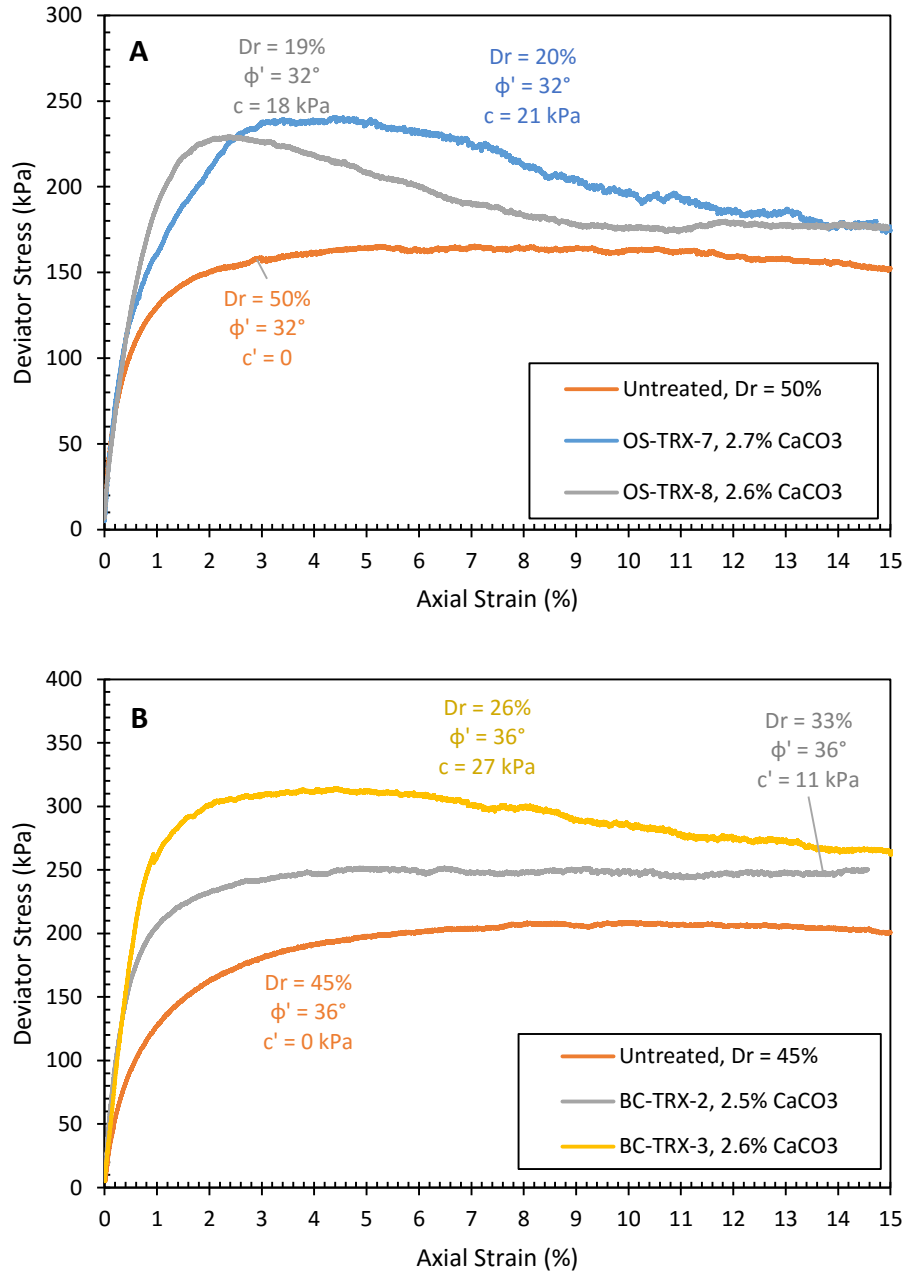 A
Dr = 19%
ϕ' = 32°
c = 18 kPa
Dr = 20%
ϕ' = 32°
c = 21 kPa
Dr = 50%
ϕ' = 32°
c' = 0
Untreated, Dr = 50%
OS-TRX-7, 2.7% CaCO3
OS-TRX-8, 2.6% CaCO3
300
250
200
150
100
50
0
Deviator Stress (kPa)
0 1 2 3 4 5 6 7 8 9 10 11 12 13 14 15
Axial Strain (%)
B
Dr = 26%
ϕ' = 36°
c = 27 kPa
Dr = 33%
ϕ' = 36°
c' = 11 kPa
Dr = 45%
ϕ' = 36°
c' = 0 kPa
Untreated, Dr = 45%
BC-TRX-2, 2.5% CaCO3
BC-TRX-3, 2.6% CaCO3
400
350
300
250
200
150
100
50
0
Deviator Stress (kPa)
0 1 2 3 4 5 6 7 8 9 10 11 12 13 14 15
Axial Strain (%)